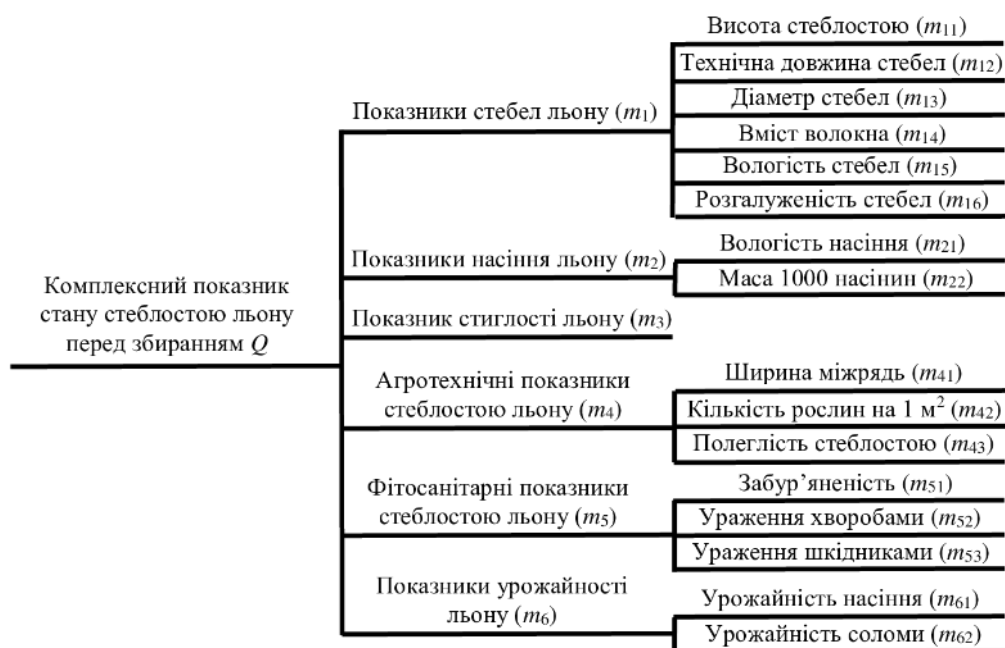 Комплексний показник
стану стеблостою льону
перед збиранням Q
Показники стебел льону (m₁)
Висота стеблостою (m₁₁)
Технічна довжина стебел (m₁₂)
Діаметр стебел (m₁₃)
Вміст волокна (m₁₄)
Вологість стебел (m₁₅)
Розгалуженість стебел (m₁₆)
Показники насіння льону (m₂)
Вологість насіння (m₂₁)
Маса 1000 насінин (m₂₂)
Показник стиглості льону (m₃)
Агротехнічні показники
стеблостою льону (m₄)
Ширина міжрядь (m₄₁)
Кількість рослин на 1 м² (m₄₂)
Полеглість стеблостою (m₄₃)
Фітосанітарні показники
стеблостою льону (m₅)
Забур’яненість (m₅₁)
Ураження хворобами (m₅₂)
Ураження шкідниками (m₅₃)
Показники урожайності
льону (m₆)
Урожайність насіння (m₆₁)
Урожайність соломи (m₆₂)